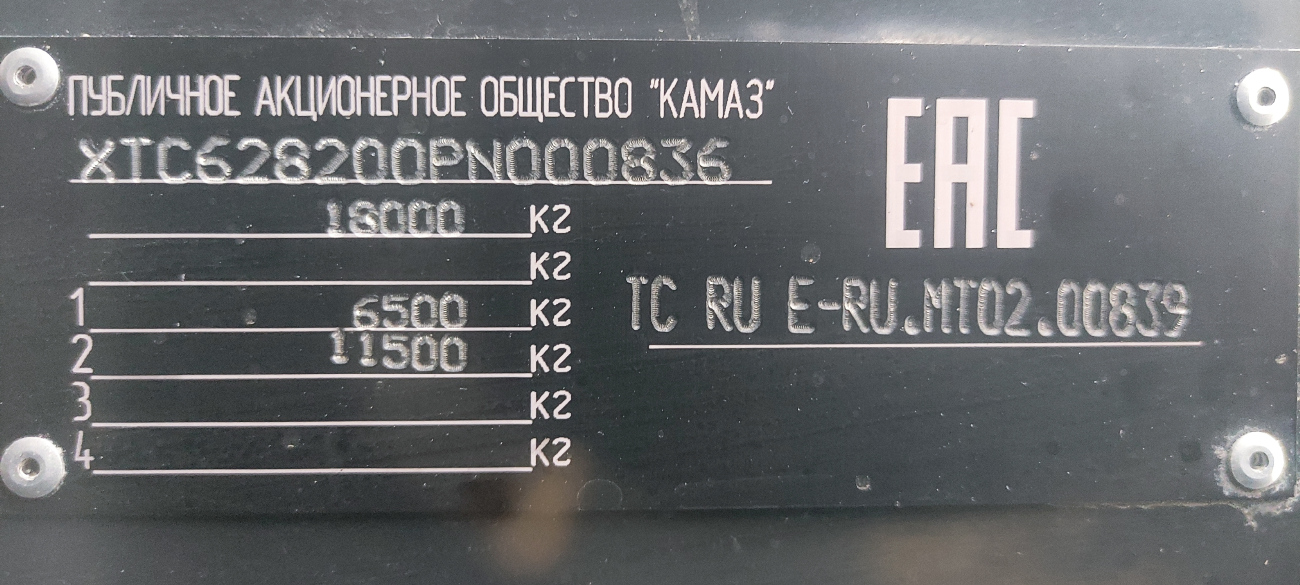 ПУБЛИЧНОЕ АКЦИОНЕРНОЕ ОБЩЕСТВО "КАМАЗ"
XTC628200PN000836
18000 кг
кг
1 6500 кг
2 11500 кг
3 кг
4 кг
EAC
ТС RU E-RU.МТ02.00839